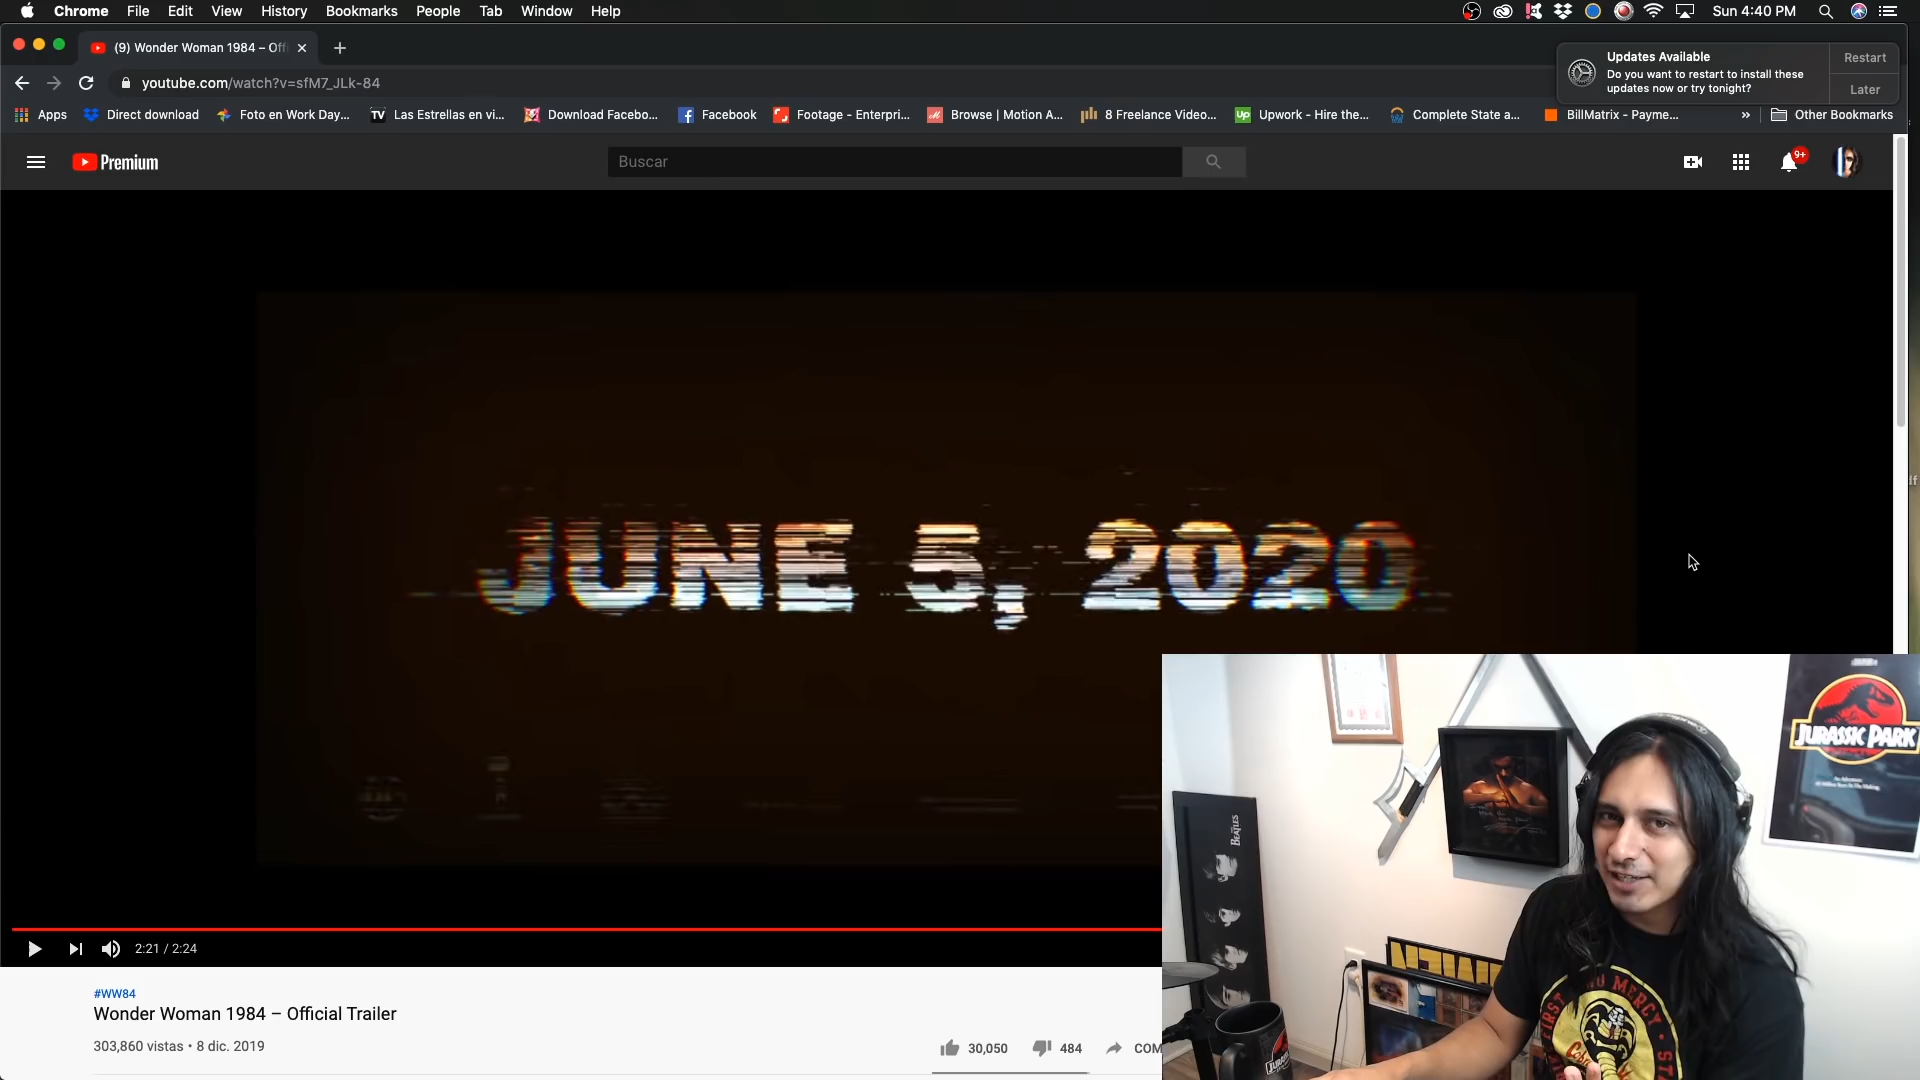 Chrome File Edit View History Bookmarks People Tab Window Help
Sun 4:40 PM
(9) Wonder Woman 1984 – Off
youtube.com/watch?v=sfM7_JLk-84
Updates Available
Do you want to restart to install these
updates now or try tonight?
Restart
Later
Apps Direct download Foto en Work Day... Las Estrellas en vi... Download Facebo... Facebook Footage - Enterpri... Browse | Motion A... 8 Freelance Video... Upwork - Hire the... Complete State a... BillMatrix - Payme... » Other Bookmarks
Premium
Buscar
9+
JUNE 5, 2020
2:21 / 2:24
#WW84
Wonder Woman 1984 – Official Trailer
303,860 vistas • 8 dic. 2019
30,050 484 COM
JURASSIC PARK
BEATLES
NO MERCY
Cobra